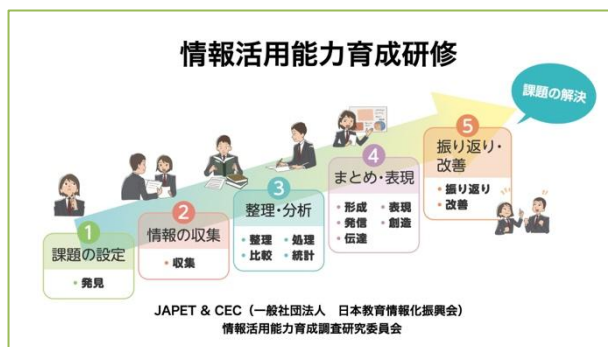 情報活用能力育成研修
課題の解決
1
課題の設定
・発見
2
情報の収集
・収集
3
整理・分析
・整理 ・処理
・比較 ・統計
4
まとめ・表現
・形成 ・表現
・発信 ・創造
・伝達
5
振り返り・
改善
・振り返り
・改善
JAPET & CEC（一般社団法人 日本教育情報化振興会）
情報活用能力育成調査研究委員会